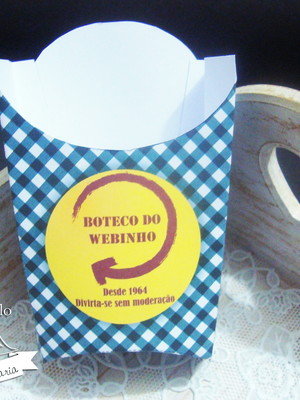 BOTECO DO
WEBINHO
Desde 1964
Divirta-se sem moderação